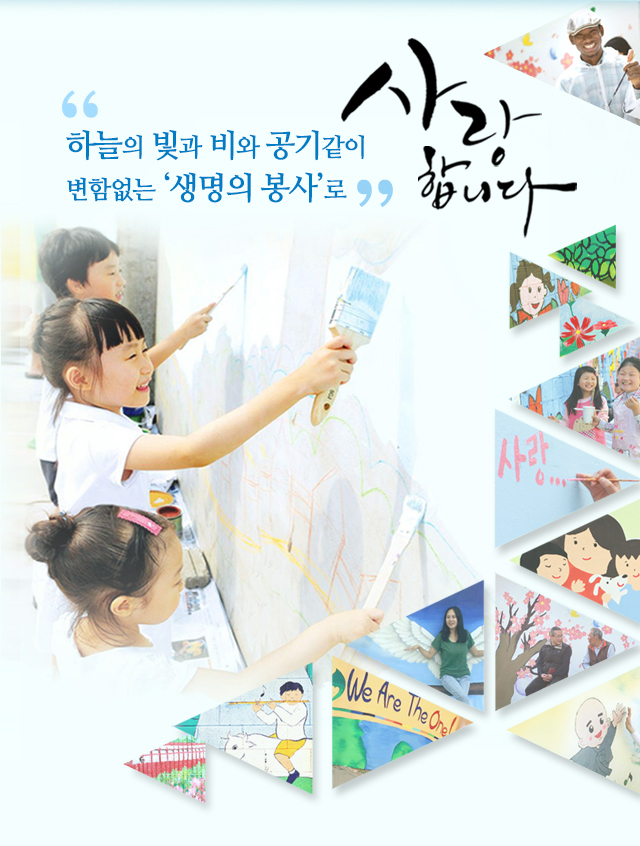 사랑
합니다
“하늘의 빛과 비와 공기같이
변함없는 ‘생명의 봉사’로”
사랑...
We Are The One!